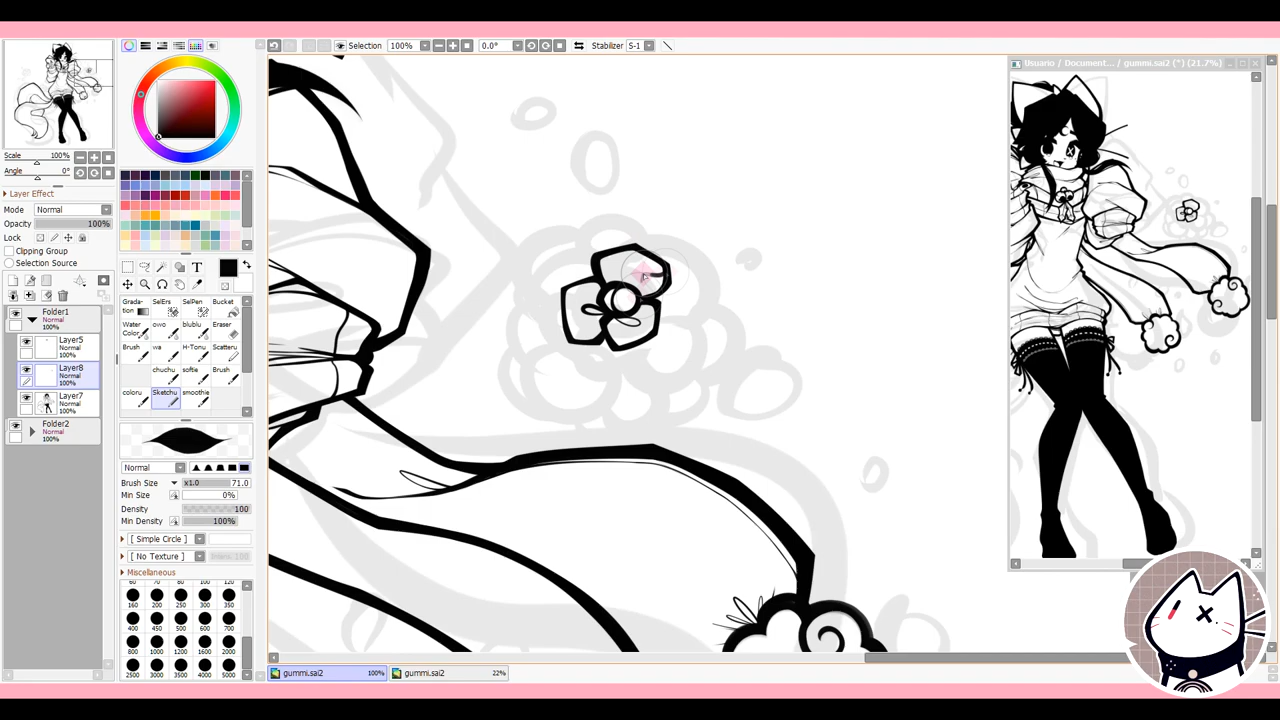 Selection 100% 0.0° Stabilizer S-1
Usuario / Document... / gummi.sai2 (*) (21.7%)
Scale 100%
Angle 0°
Layer Effect
Mode Normal
Opacity 100%
Lock
Clipping Group
Selection Source
Folder1
Normal
100%
Layer5
Normal
100%
Layer8
Normal
100%
Layer7
Normal
100%
Folder2
Normal
100%
T
Grada-
tion SelErs SelPen Bucket
Water
Color owo blublu Eraser
Brush wa H-Tonu Scatteru
chuchu softie Brush
coloru Sketchu smoothie
Normal
Brush Size x1.0 71.0
Min Size 0%
Density 100
Min Density 100%
[ Simple Circle ]
[ No Texture ]
Miscellaneous
60 70 80 100 120
160 200 250 300 350
400 450 500 600 700
800 1000 1200 1600 2000
2500 3000 3500 4000 5000
gummi.sai2 100% gummi.sai2 22%